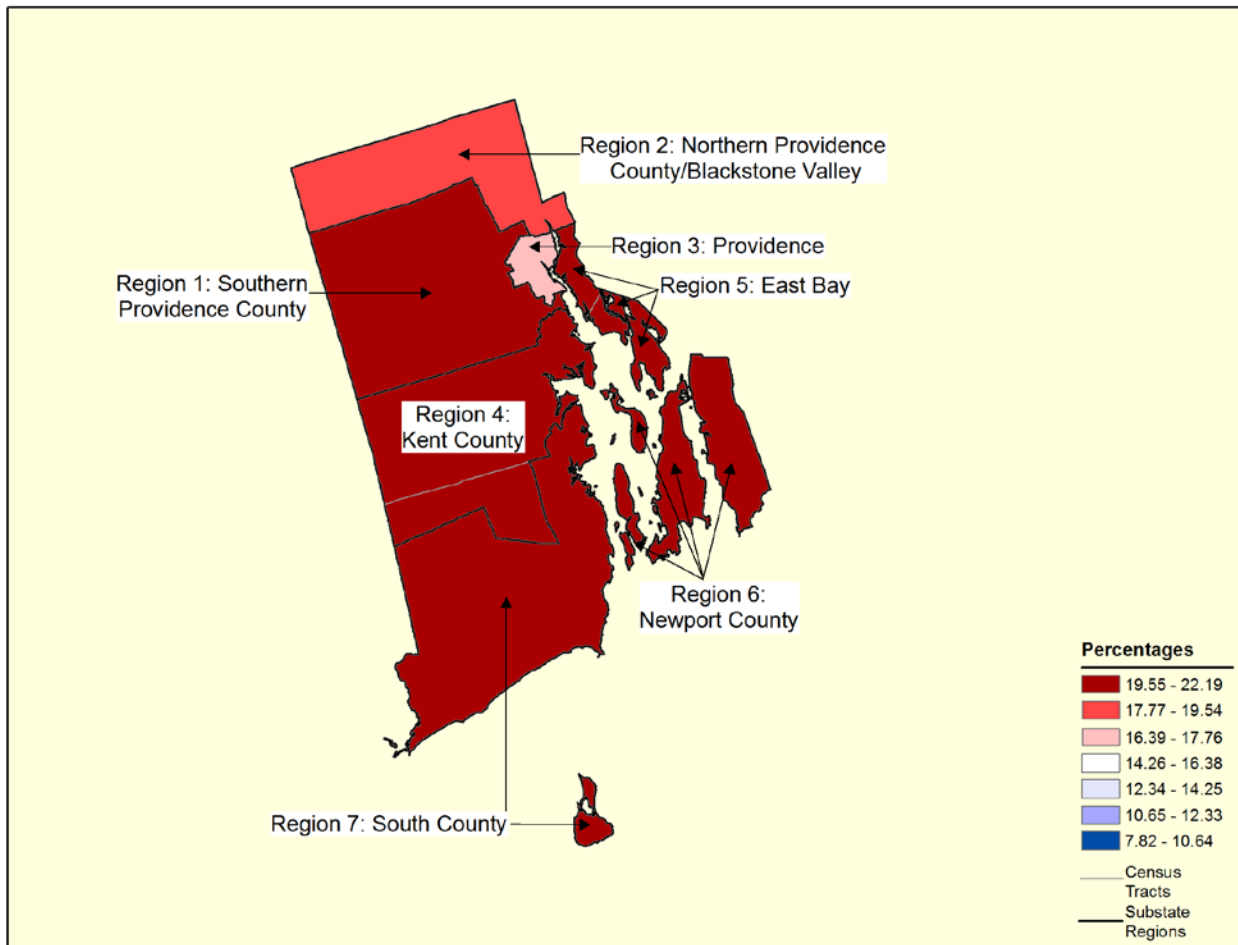 Region 2: Northern Providence
County/Blackstone Valley
Region 3: Providence
Region 1: Southern
Providence County
Region 5: East Bay
Region 4:
Kent County
Region 6:
Newport County
Region 7: South County
Percentages
19.55 - 22.19
17.77 - 19.54
16.39 - 17.76
14.26 - 16.38
12.34 - 14.25
10.65 - 12.33
7.82 - 10.64
Census
Tracts
Substate
Regions